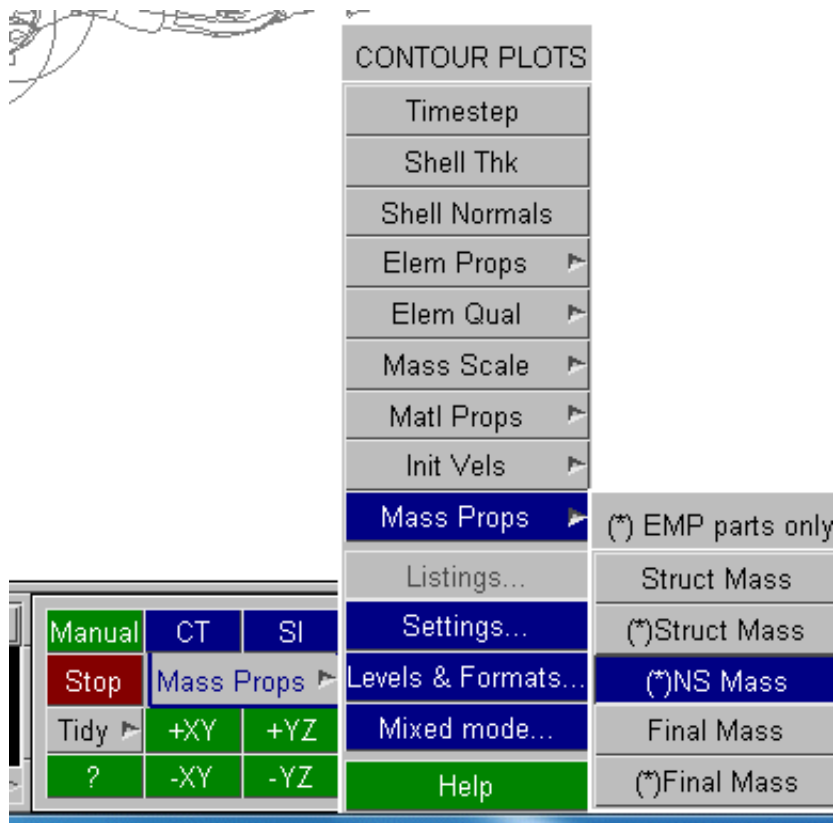 CONTOUR PLOTS
Timestep
Shell Thk
Shell Normals
Elem Props
Elem Qual
Mass Scale
Matl Props
Init Vels
Mass Props
Listings...
Settings...
Levels & Formats...
Mixed mode...
Help
(*) EMP parts only
Struct Mass
(*)Struct Mass
(*)NS Mass
Final Mass
(*)Final Mass
Manual CT SI
Stop Mass Props
Tidy +XY +YZ
? -XY -YZ